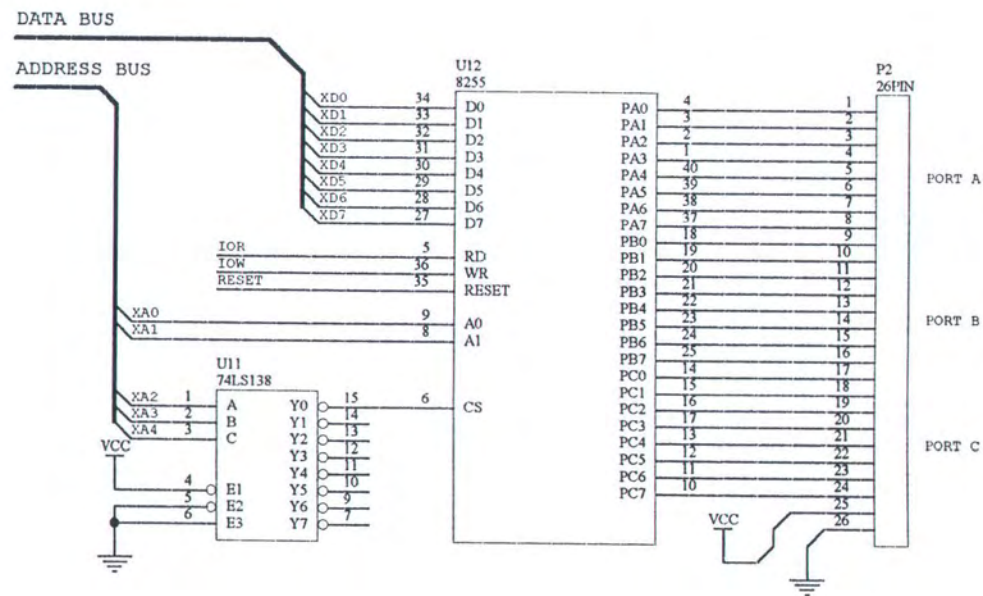 DATA BUS
ADDRESS BUS
U12
8255
P2
26PIN
XD0 34 D0
XD1 33 D1
XD2 32 D2
XD3 31 D3
XD4 30 D4
XD5 29 D5
XD6 28 D6
XD7 27 D7
IOR 5 RD
IOW 36 WR
RESET 35 RESET
XA0 9 A0
XA1 8 A1
6 CS
PA0 4 1
PA1 3 2
PA2 2 3
PA3 1 4
PA4 40 5
PA5 39 6
PA6 38 7
PA7 37 8
PB0 18 9
PB1 19 10
PB2 20 11
PB3 21 12
PB4 22 13
PB5 23 14
PB6 24 15
PB7 25 16
PC0 14 17
PC1 15 18
PC2 16 19
PC3 17 20
PC4 13 21
PC5 12 22
PC6 11 23
PC7 10 24
25
26
VCC
PORT A
PORT B
PORT C
U11
74LS138
XA2 1 A
XA3 2 B
XA4 3 C
VCC
4 E1
5 E2
6 E3
Y0 15
Y1 14
Y2 13
Y3 12
Y4 11
Y5 10
Y6 9
Y7 7